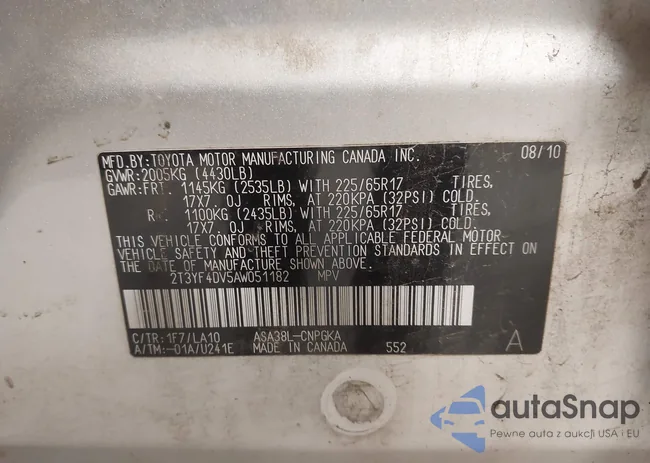 MFD.BY:TOYOTA MOTOR MANUFACTURING CANADA INC. 08/10
GVWR:2005KG (4430LB)
GAWR:FRT. 1145KG (2535LB) WITH 225/65R17 TIRES,
17X7. 0J RIMS, AT 220KPA (32PSI) COLD.
1100KG (2435LB) WITH 225/65R17 TIRES,
17X7. 0J RIMS, AT 220KPA (32PSI) COLD.
THIS VEHICLE CONFORMS TO ALL APPLICABLE FEDERAL MOTOR
VEHICLE SAFETY AND THEFT PREVENTION STANDARDS IN EFFECT ON
THE DATE OF MANUFACTURE SHOWN ABOVE.
2T3YF4DV5AW051182 MPV
C/TR:1F7/LA10 ASA38L-CNPGKA
A/TM:-01A/U241E MADE IN CANADA 552 A
autaSnap
Pewne auta z aukcji USA i EU